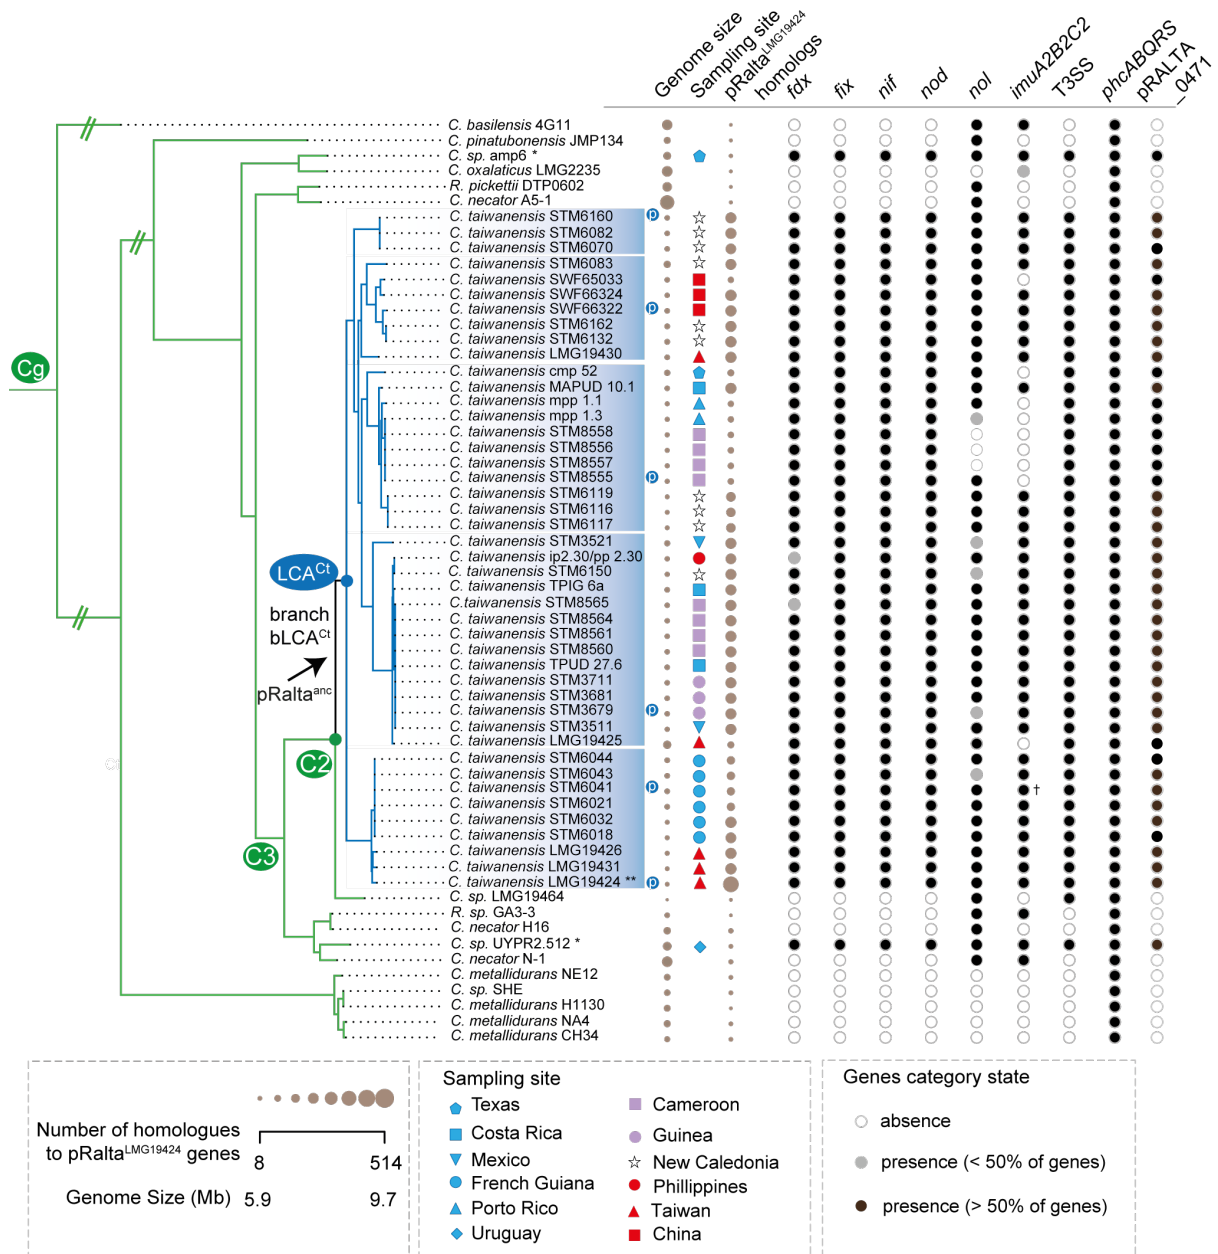 Genome size
Sampling site
pRalta^LMG19424
homologs
fdx
fix
nif
nod
nol
imuA2B2C2
T3SS
phcABQRS
pRALTA
_0471
C. basilensis 4G11
C. pinatubonensis JMP134
C. sp. amp6 *
C. oxalaticus LMG2235
R. pickettii DTP0602
C. necator A5-1
C. taiwanensis STM6160 p
C. taiwanensis STM6082
C. taiwanensis STM6070
C. taiwanensis STM6083
C. taiwanensis SWF65033
C. taiwanensis SWF66324
C. taiwanensis SWF66322 p
C. taiwanensis STM6162
C. taiwanensis STM6132
C. taiwanensis LMG19430
Cg
C. taiwanensis cmp 52
C. taiwanensis MAPUD 10.1
C. taiwanensis mpp 1.1
C. taiwanensis mpp 1.3
C. taiwanensis STM8558
C. taiwanensis STM8556
C. taiwanensis STM8557
C. taiwanensis STM8555 p
C. taiwanensis STM6119
C. taiwanensis STM6116
C. taiwanensis STM6117
C. taiwanensis STM3521
C. taiwanensis ip2.30/pp 2.30
LCA^Ct
C. taiwanensis STM6150
C. taiwanensis TPIG 6a
C.taiwanensis STM8565
branch
C. taiwanensis STM8564
bLCA^Ct
C. taiwanensis STM8561
C. taiwanensis STM8560
C. taiwanensis TPUD 27.6
C. taiwanensis STM3711
pRalta^anc
C. taiwanensis STM3681
C. taiwanensis STM3679 p
C. taiwanensis STM3511
C. taiwanensis LMG19425
C2
C. taiwanensis STM6044
C. taiwanensis STM6043
C. taiwanensis STM6041 p †
C. taiwanensis STM6021
C. taiwanensis STM6032
C. taiwanensis STM6018
C3
C. taiwanensis LMG19426
C. taiwanensis LMG19431
C. taiwanensis LMG19424 ** p
C. sp. LMG19464
R. sp. GA3-3
C. necator H16
C. sp. UYPR2.512 *
C. necator N-1
C. metallidurans NE12
C. sp. SHE
C. metallidurans H1130
C. metallidurans NA4
C. metallidurans CH34
Number of homologues
to pRalta^LMG19424 genes
8 514
Genome Size (Mb) 5.9 9.7
Sampling site
Texas
Costa Rica
Mexico
French Guiana
Porto Rico
Uruguay
Cameroon
Guinea
New Caledonia
Phillippines
Taiwan
China
Genes category state
absence
presence (< 50% of genes)
presence (> 50% of genes)